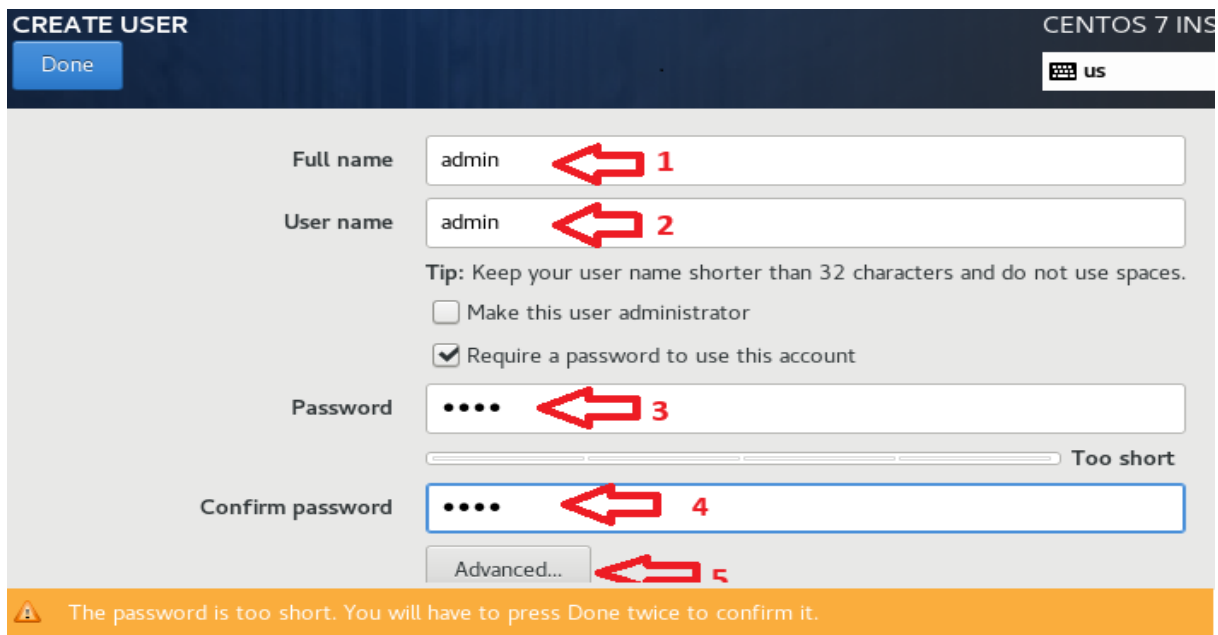 CREATE USER
CENTOS 7 INS
Done
us
Full name admin 1
User name admin 2
Tip: Keep your user name shorter than 32 characters and do not use spaces.
Make this user administrator
Require a password to use this account
Password •••• 3
Too short
Confirm password •••• 4
Advanced... 5
The password is too short. You will have to press Done twice to confirm it.